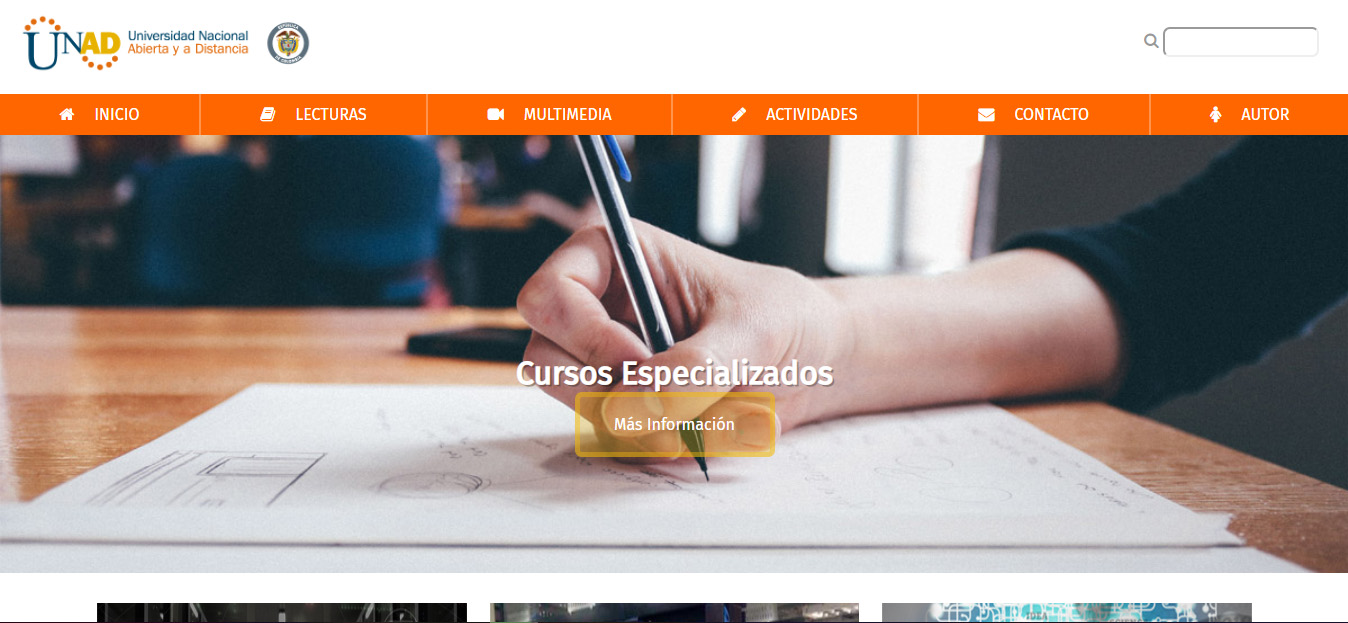 UNAD Universidad Nacional
Abierta y a Distancia
INICIO LECTURAS MULTIMEDIA ACTIVIDADES CONTACTO AUTOR
Cursos Especializados
Más Información